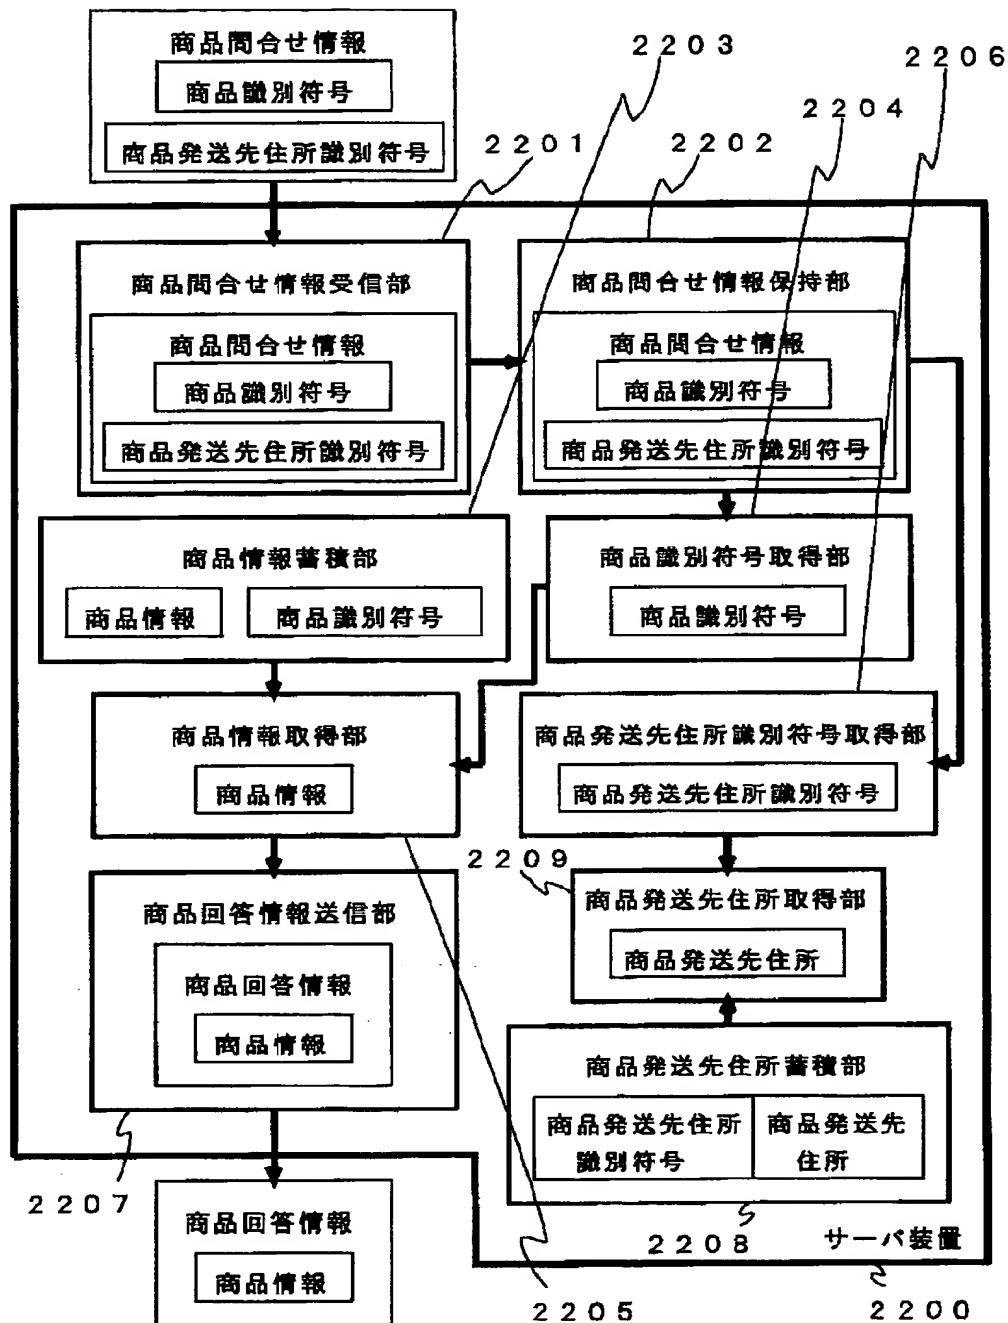 商品問合せ情報
商品識別符号
商品発送先住所識別符号
2203
2206
2204
2201
2202
商品問合せ情報受信部
商品問合せ情報
商品識別符号
商品発送先住所識別符号
商品問合せ情報保持部
商品問合せ情報
商品識別符号
商品発送先住所識別符号
商品情報蓄積部
商品情報
商品識別符号
商品識別符号取得部
商品識別符号
商品情報取得部
商品情報
商品発送先住所識別符号取得部
商品発送先住所識別符号
2209
商品回答情報送信部
商品回答情報
商品情報
商品発送先住所取得部
商品発送先住所
商品発送先住所蓄積部
商品発送先住所
識別符号
商品発送先
住所
2207
2208
サーバ装置
商品回答情報
商品情報
2205
2200